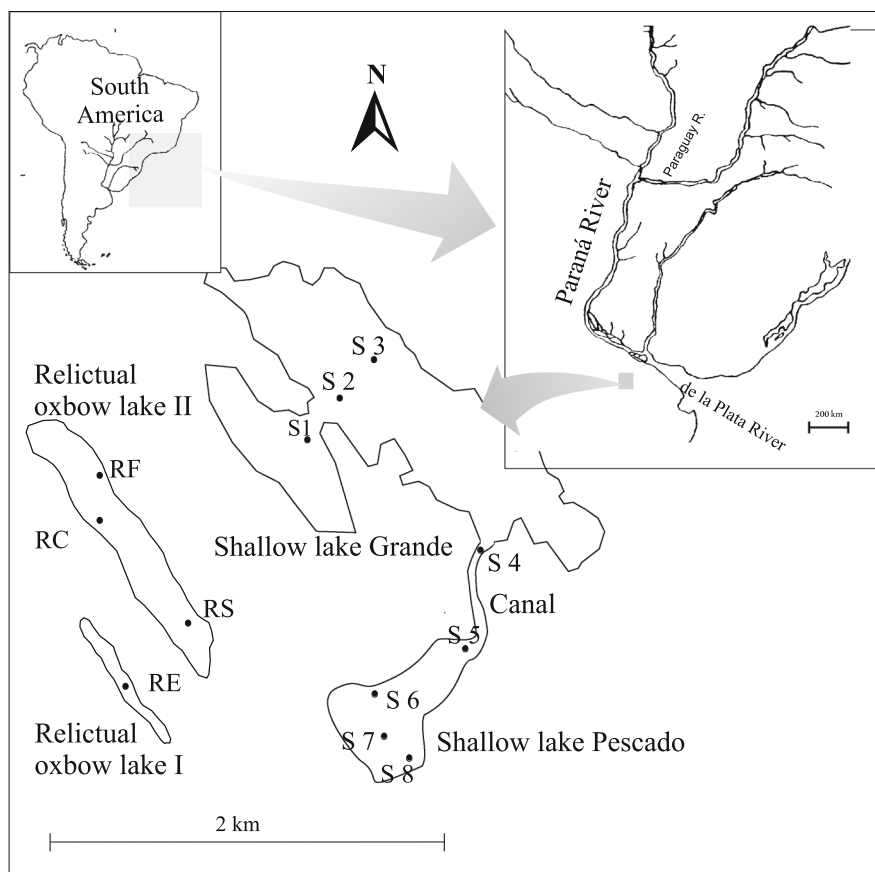 South
America
N
Paraguay R.
Paraná River
de la Plata River
200 km
S 3
Relictual
oxbow lake II
S 2
S1
RF
RC
Shallow lake Grande
S 4
Canal
RS
S 5
RE
S 6
Relictual
oxbow lake I
S 7
Shallow lake Pescado
S 8
2 km